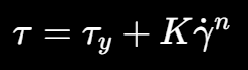 τ = τ_y + Kγ̇^n